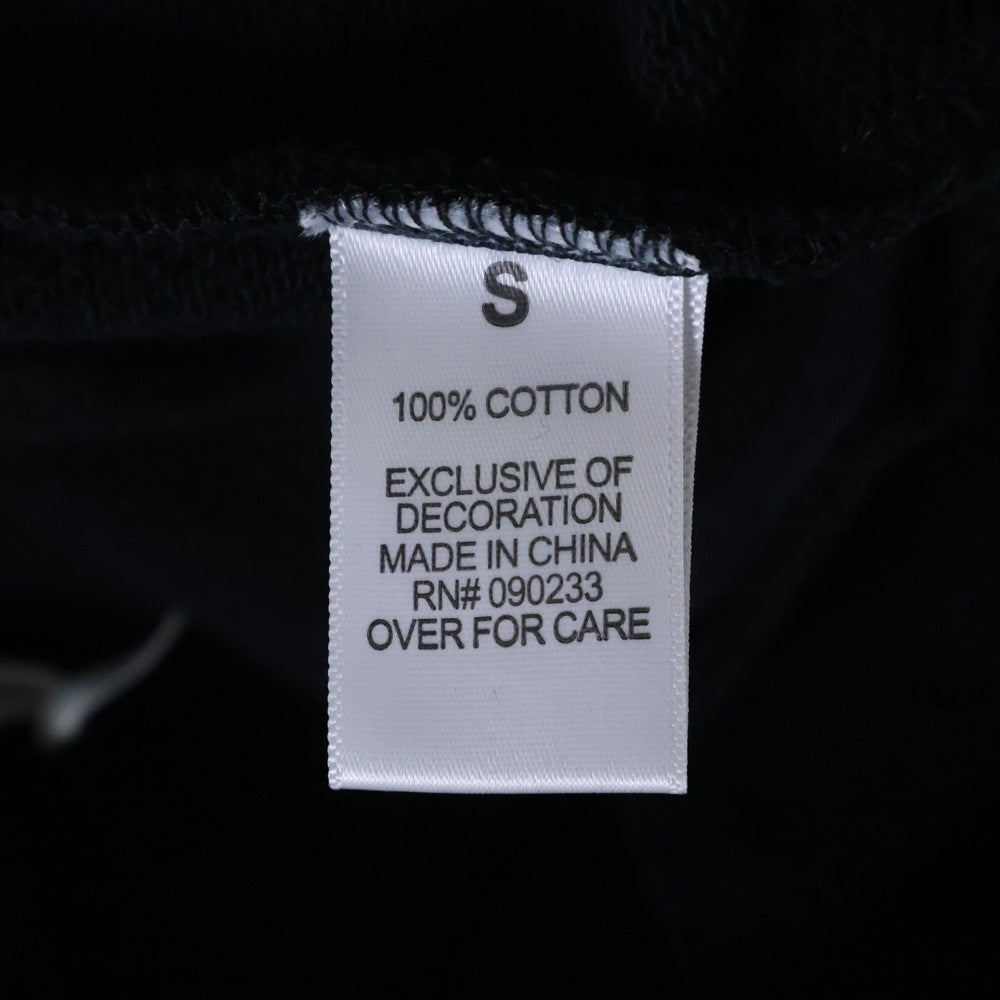 S
100% COTTON
EXCLUSIVE OF
DECORATION
MADE IN CHINA
RN# 090233
OVER FOR CARE